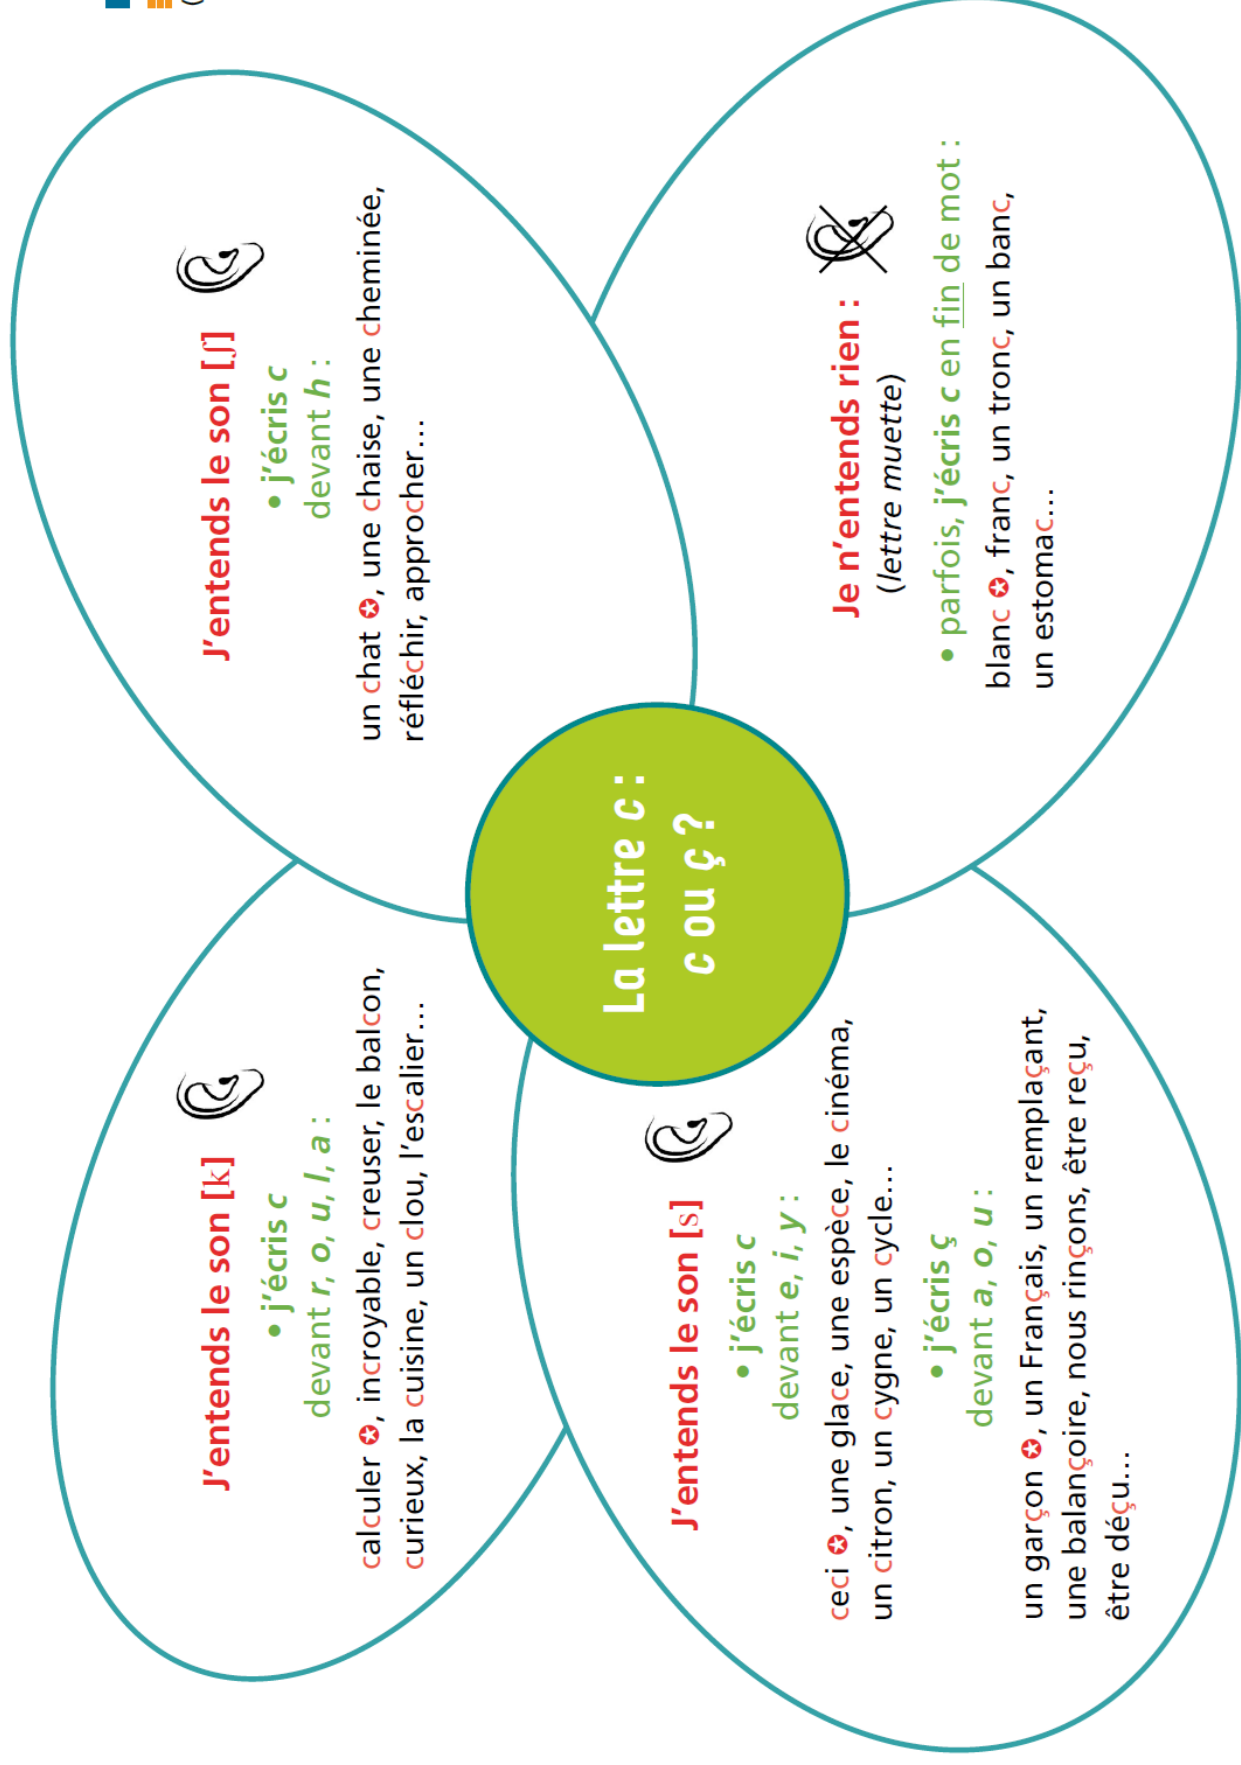 J'entends le son [k]
• j'écris c
devant r, o, u, l, a :
calculer ✪, incroyable, creuser, le balcon,
curieux, la cuisine, un clou, l'escalier…
J'entends le son [ʃ]
• j'écris c
devant h :
un chat ✪, une chaise, une cheminée,
réfléchir, approcher…
La lettre c :
c ou ç ?
J'entends le son [s]
• j'écris c
devant e, i, y :
ceci ✪, une glace, une espèce, le cinéma,
un citron, un cygne, un cycle…
• j'écris ç
devant a, o, u :
un garçon ✪, un Français, un remplaçant,
une balançoire, nous rinçons, être reçu,
être déçu…
Je n'entends rien :
(lettre muette)
• parfois, j'écris c en fin de mot :
blanc ✪, franc, un tronc, un banc,
un estomac…